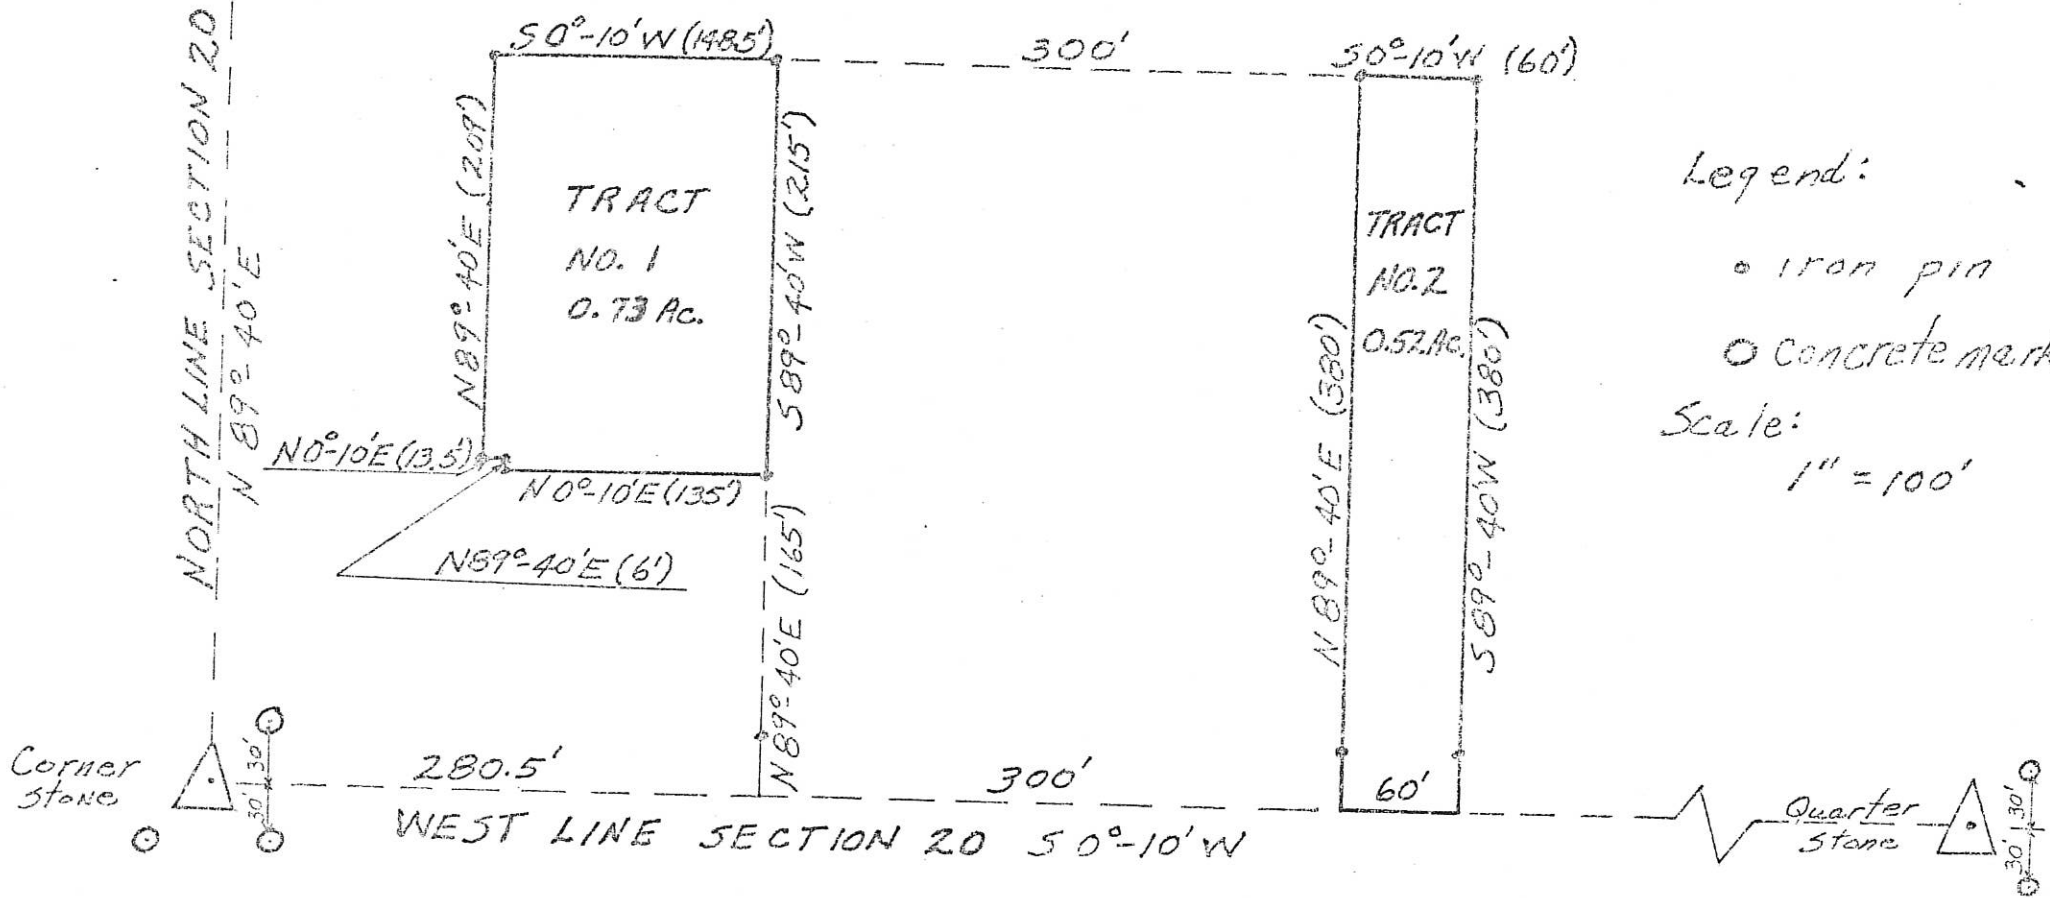 NORTH LINE SECTION 20
N 89°-40'E
S 0°-10'W (148.5')
300'
S 0°-10'W (60')
N 89°-40'E (209')
TRACT
NO. 1
0.73 Ac.
S 89°-40'W (215')
N 0°-10'E (13.5')
N 0°-10'E (135')
N 89°-40'E (6')
N 89°-40'E (165')
TRACT
NO. 2
0.52 Ac.
N 89°-40'E (380')
S 89°-40'W (380')
Legend:
Iron pin
Concrete mark
Scale:
1" = 100'
Corner
Stone
30' 30'
280.5'
300'
60'
WEST LINE SECTION 20 S 0°-10'W
Quarter
Stone
30' 30'